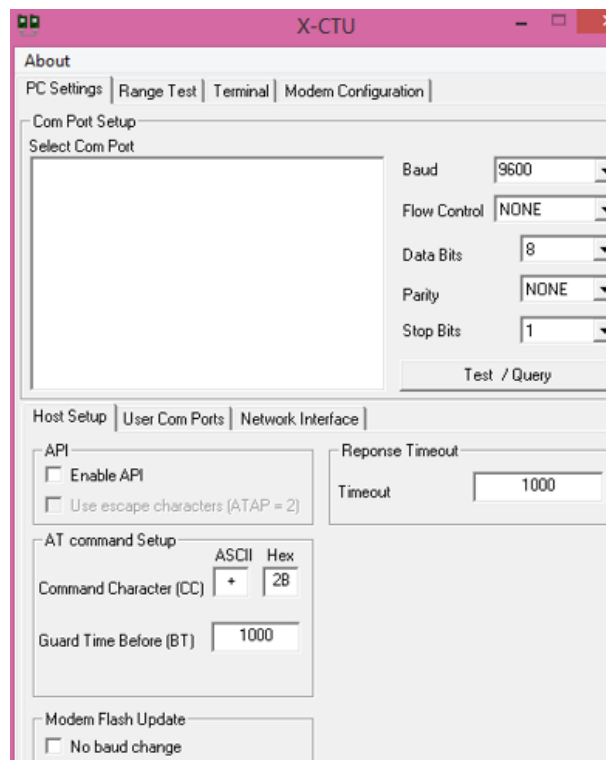 X-CTU
About
PC Settings Range Test Terminal Modem Configuration
Com Port Setup
Select Com Port
Baud 9600
Flow Control NONE
Data Bits 8
Parity NONE
Stop Bits 1
Test / Query
Host Setup User Com Ports Network Interface
API
Enable API
Use escape characters (ATAP = 2)
Reponse Timeout
Timeout 1000
AT command Setup
ASCII Hex
Command Character (CC) + 2B
Guard Time Before (BT) 1000
Modem Flash Update
No baud change